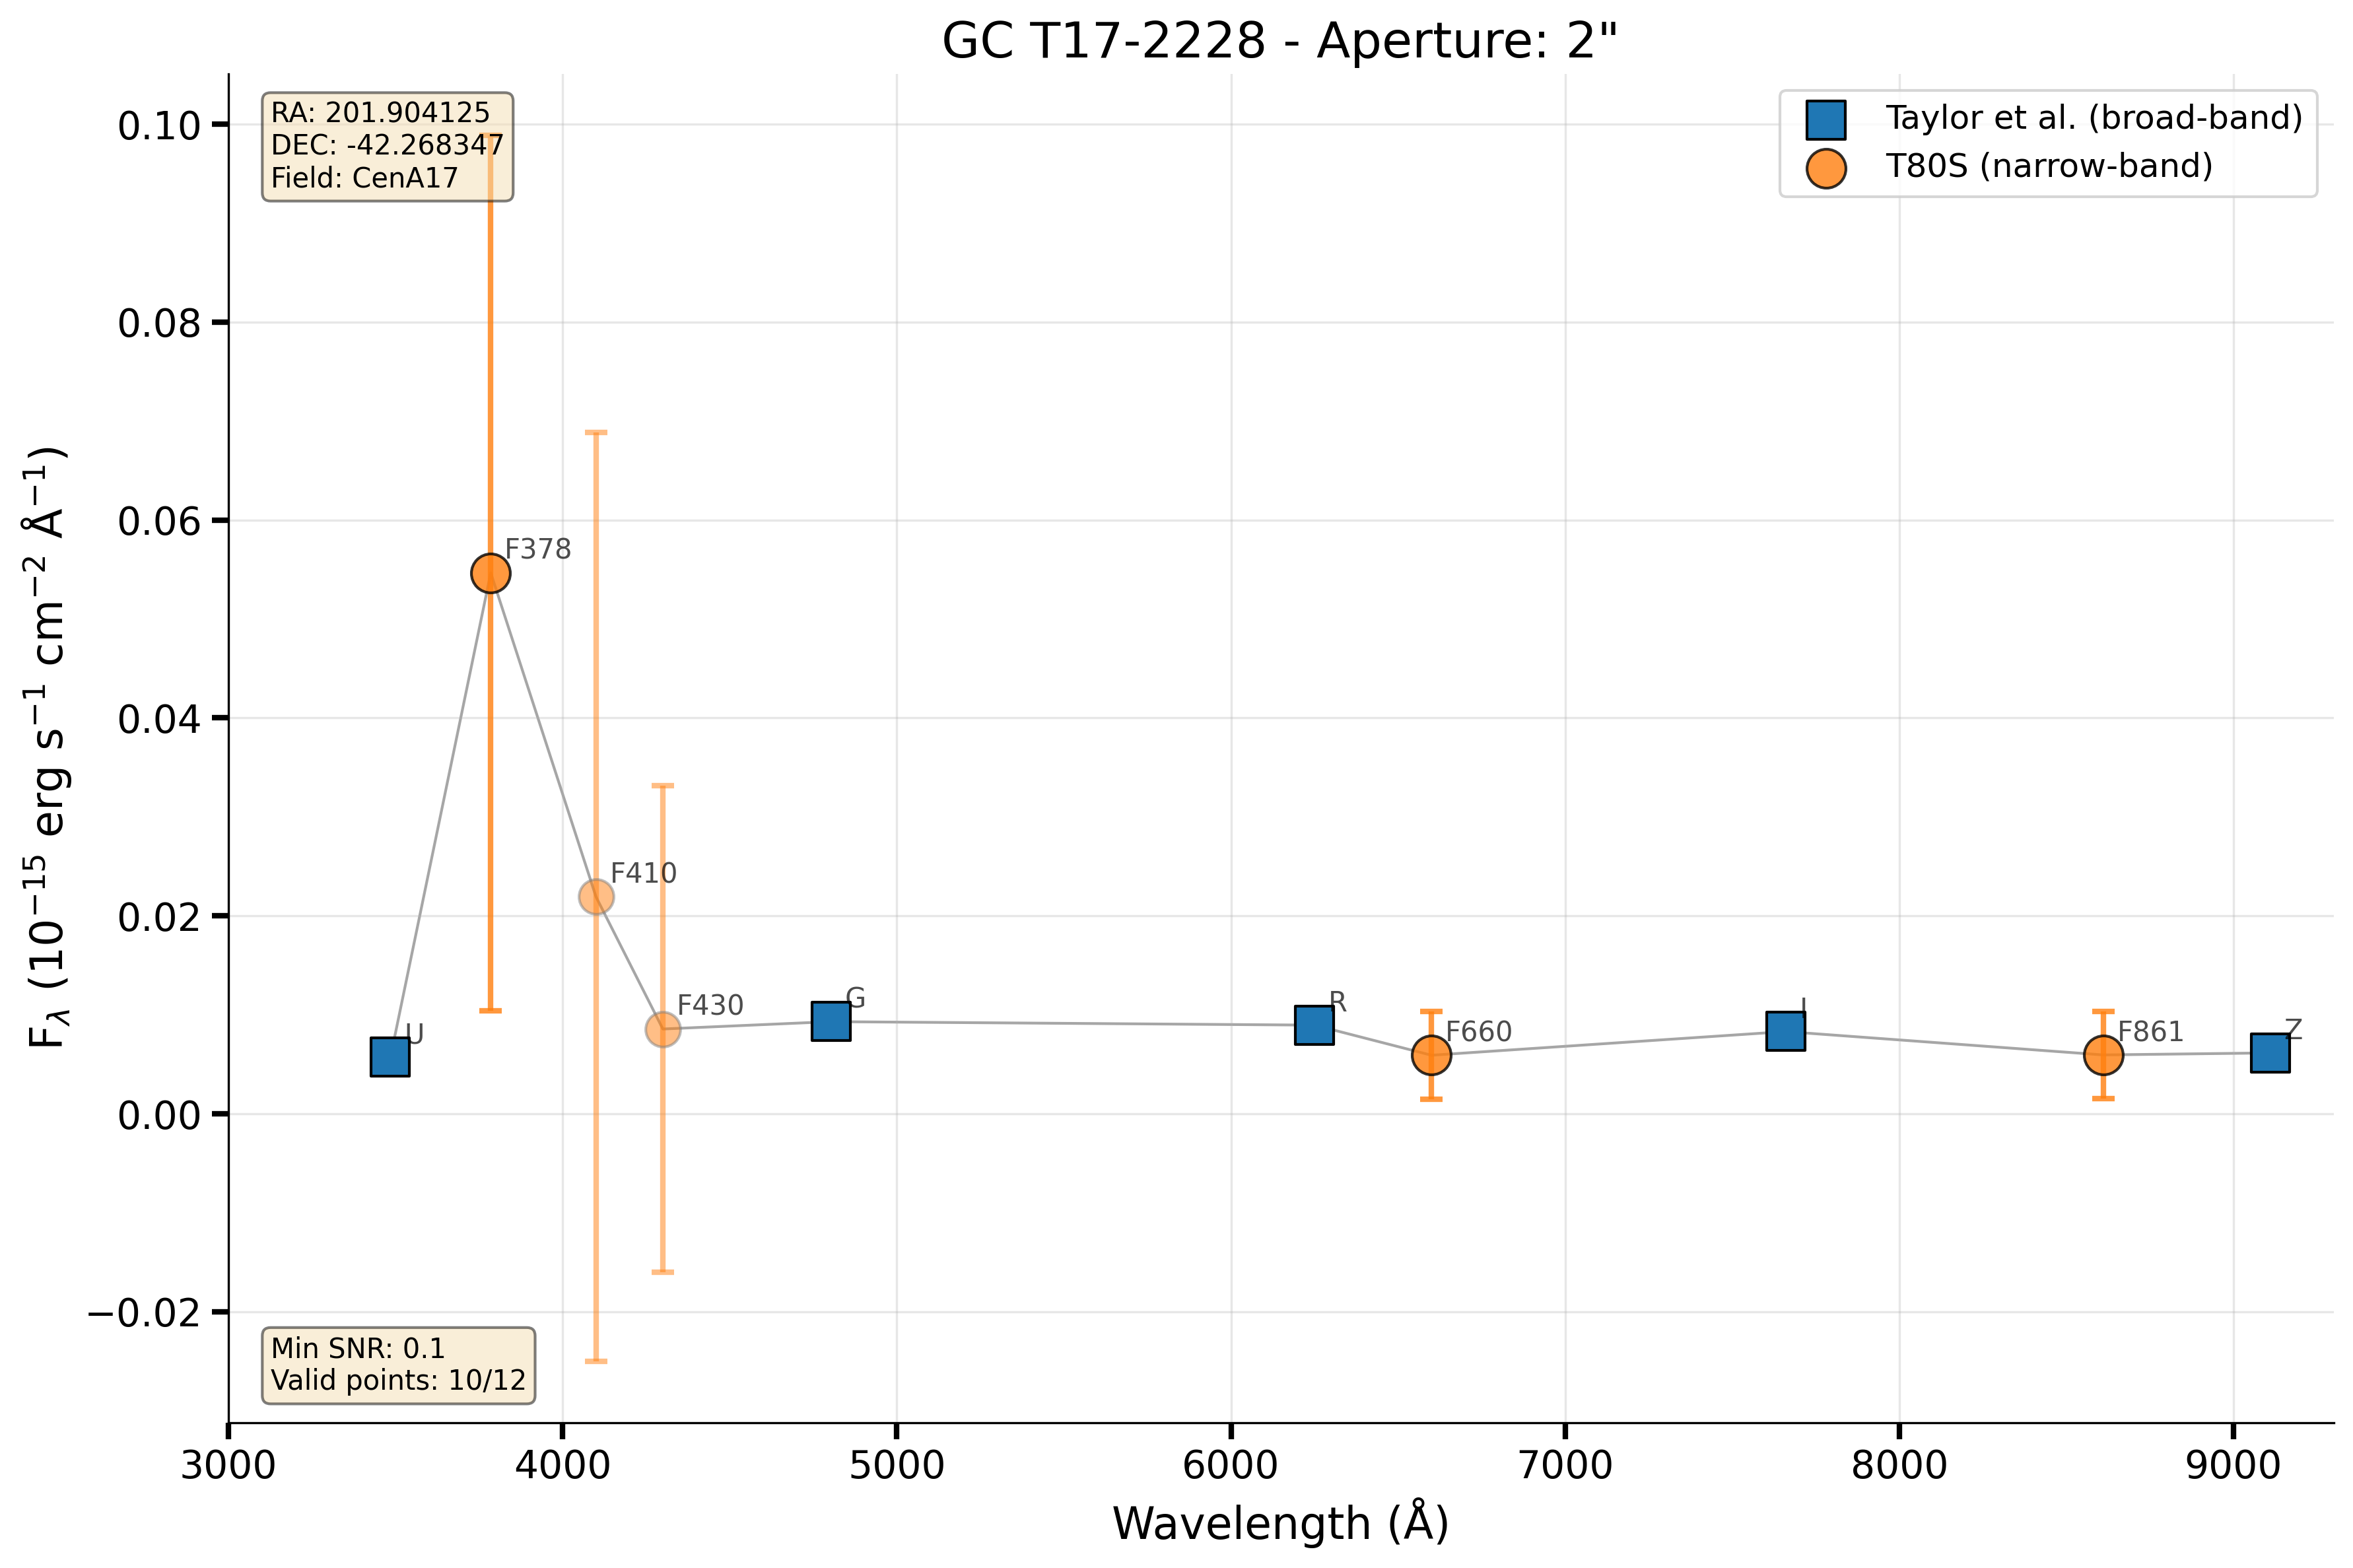 GC T17-2228 - Aperture: 2"
RA: 201.904125
DEC: -42.268347
Field: CenA17
Taylor et al. (broad-band)
T80S (narrow-band)
0.10
0.08
0.06
0.04
0.02
0.00
−0.02
F$_λ$ (10$^{−15}$ erg s$^{−1}$ cm$^{−2}$ Å$^{−1}$)
U
F378
F410
F430
G
R
F660
I
F861
Z
Min SNR: 0.1
Valid points: 10/12
3000
4000
5000
6000
7000
8000
9000
Wavelength (Å)